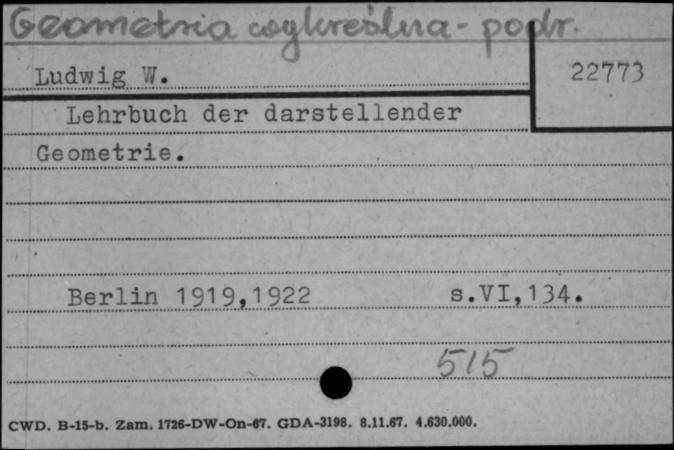 Geometria wykreślna - podr.
Ludwig W.
22773
Lehrbuch der darstellender
Geometrie.
Berlin 1919,1922 s.VI,134.
515
CWD. B-15-b. Zam. 1726-DW-On-67. GDA-3198. 8.11.67. 4.630.000.